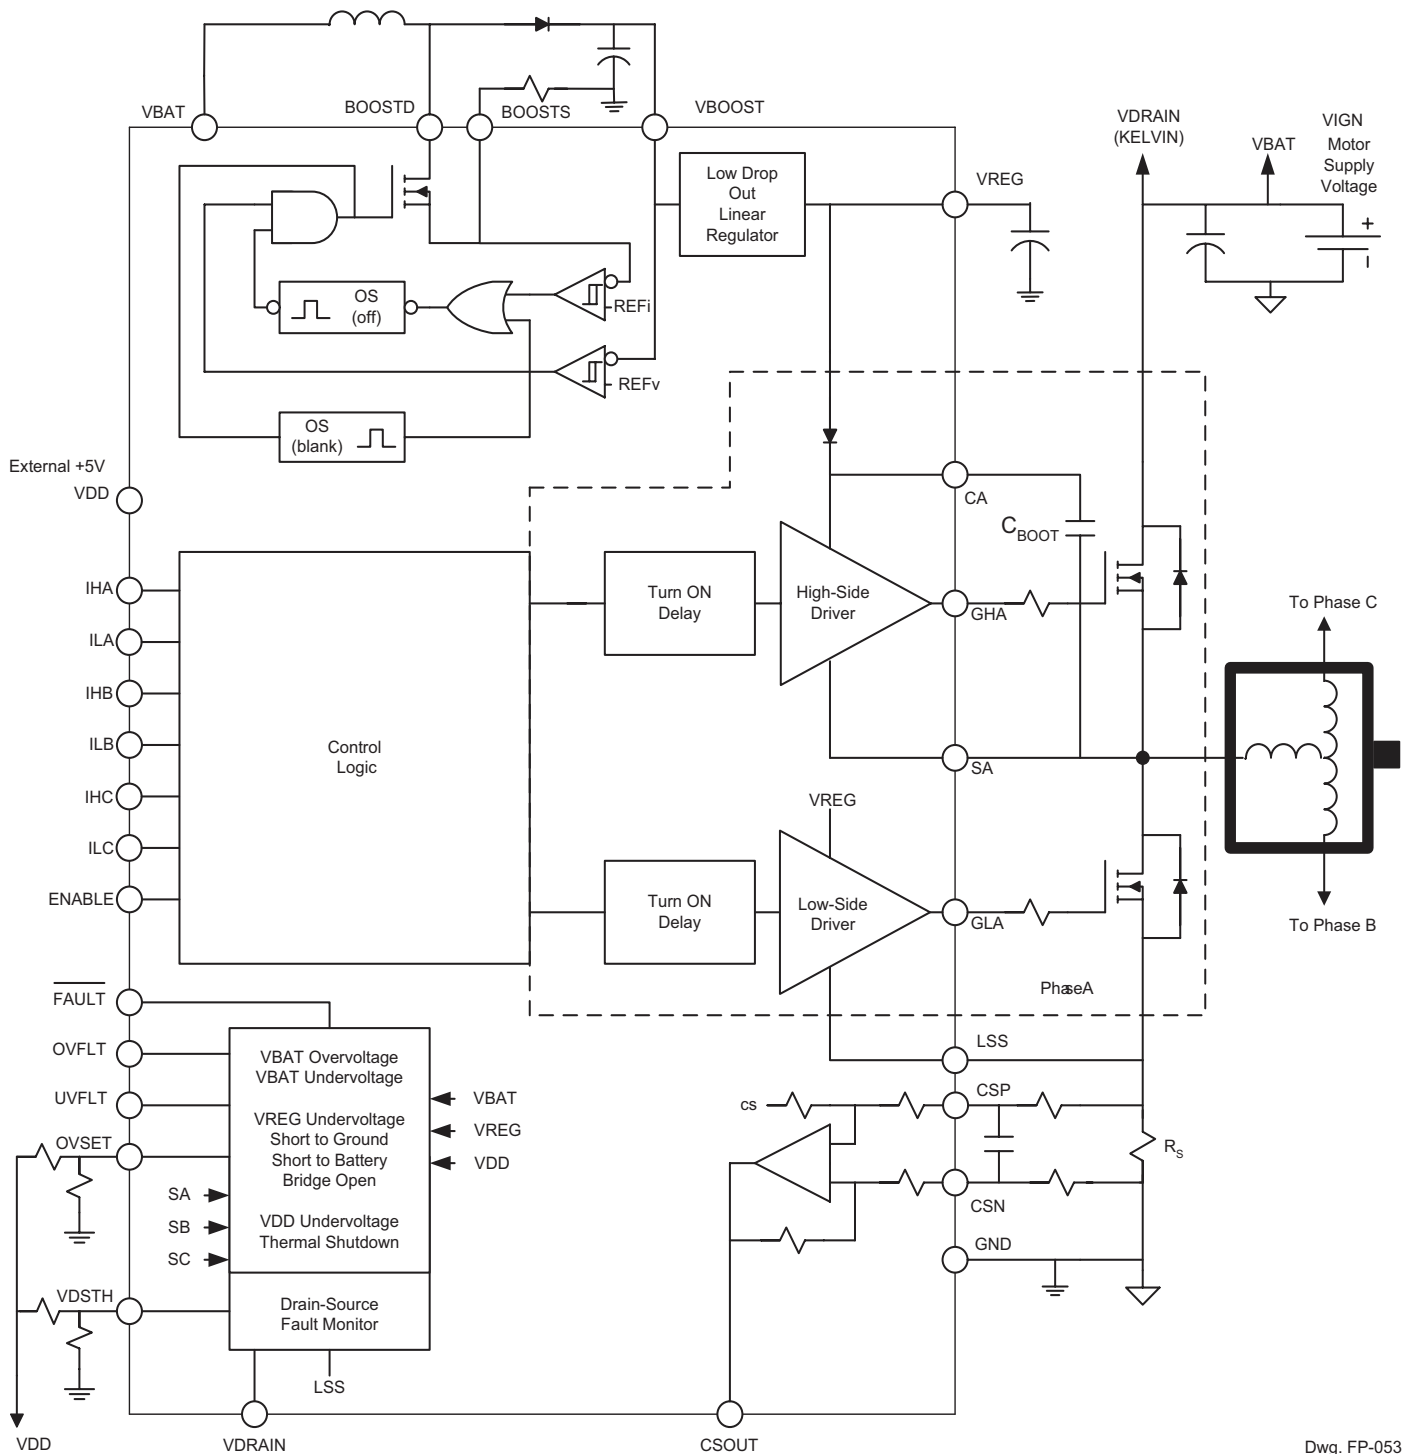 VBAT
BOOSTD
BOOSTS
VBOOST
VDRAIN
(KELVIN)
VBAT
VIGN
Motor
Supply
Voltage
+
Low Drop
Out
Linear
Regulator
VREG
OS
(off)
REFi
REFv
OS
(blank)
External +5V
VDD
CA
CBOOT
IHA
ILA
IHB
ILB
IHC
ILC
ENABLE
Control
Logic
Turn ON
Delay
High-Side
Driver
GHA
To Phase C
SA
VREG
Turn ON
Delay
Low-Side
Driver
GLA
To Phase B
PhaseA
FAULT
OVFLT
UVFLT
OVSET
VBAT Overvoltage
VBAT Undervoltage
VREG Undervoltage
Short to Ground
Short to Battery
Bridge Open
VDD Undervoltage
Thermal Shutdown
VBAT
VREG
VDD
SA
SB
SC
LSS
cs
CSP
RS
CSN
GND
VDSTH
Drain-Source
Fault Monitor
LSS
VDD
VDRAIN
CSOUT
Dwg. FP-053